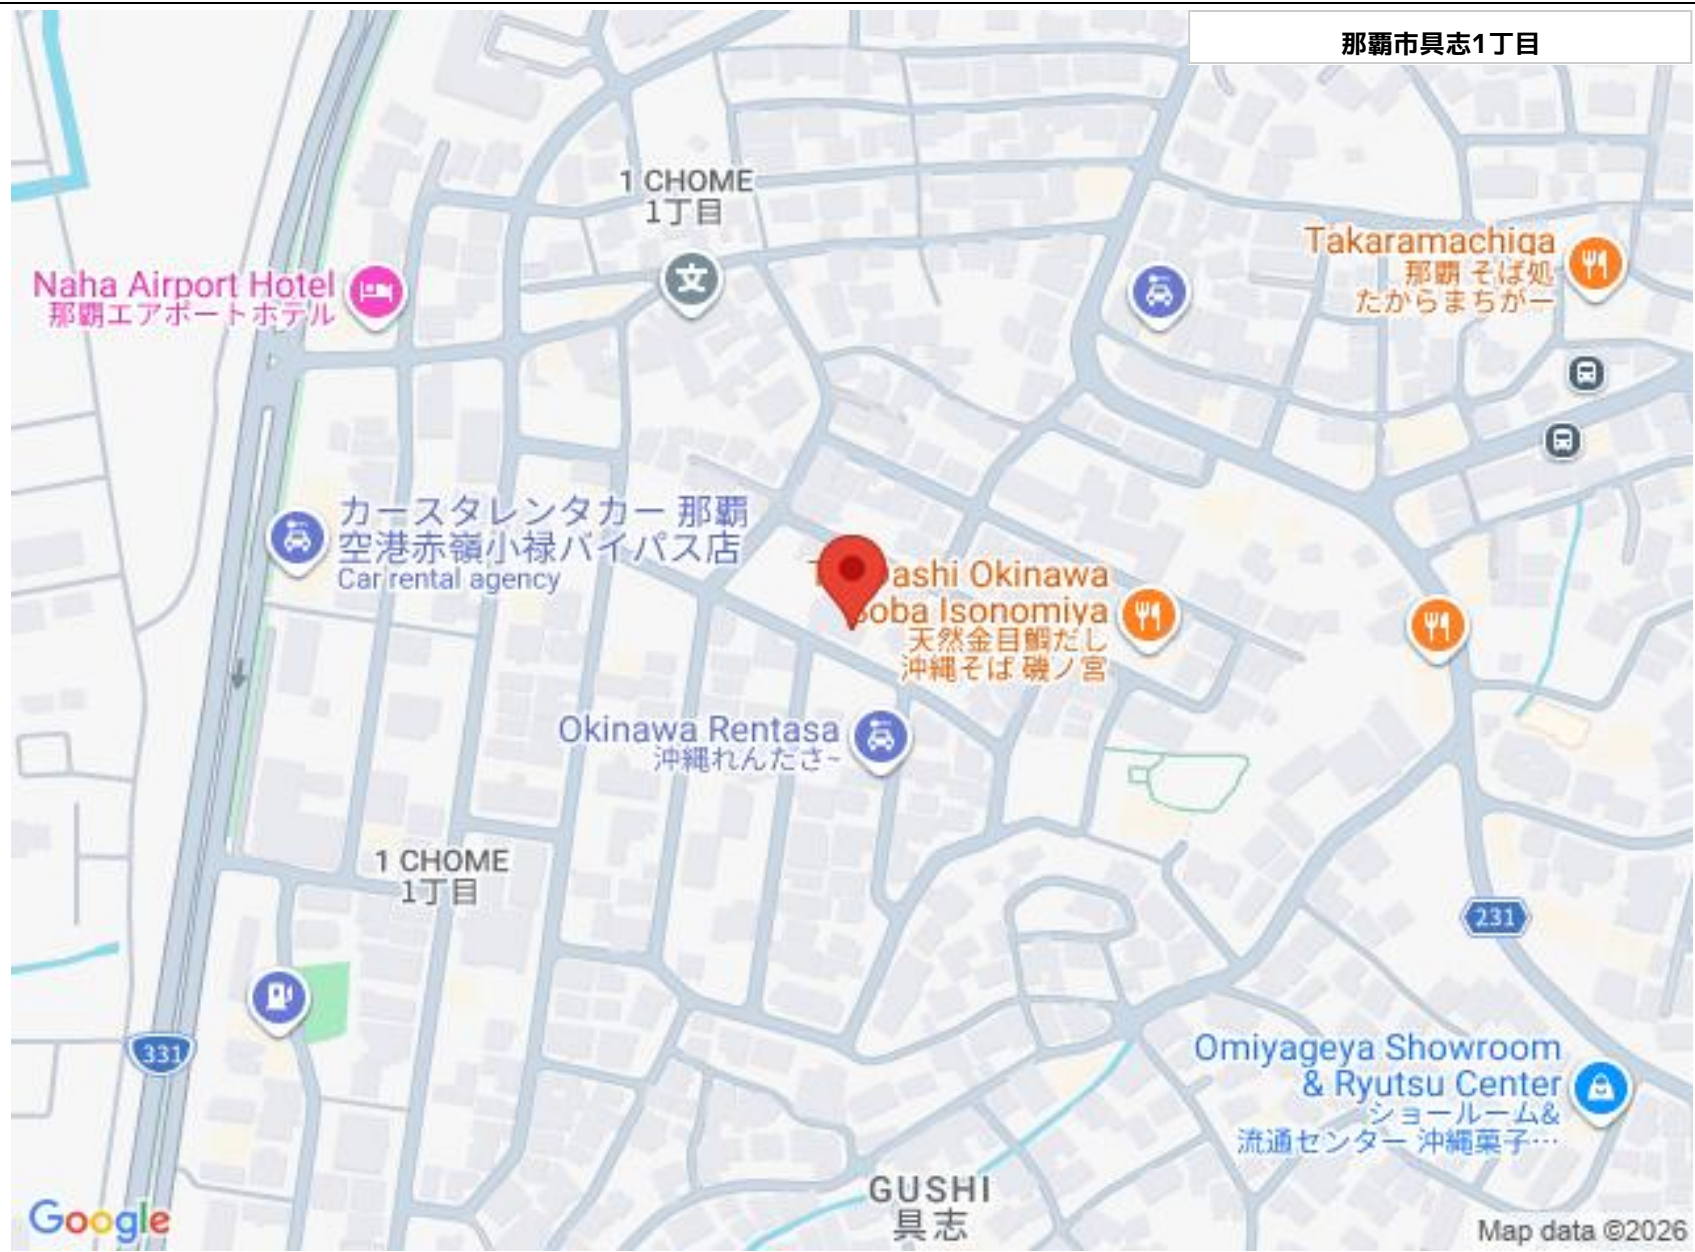 那覇市具志1丁目
1 CHOME
1丁目
Takaramachiga
那覇 そば処
たからまちがー
Naha Airport Hotel
那覇エアポートホテル
文
カースタレンタカー 那覇
空港赤嶺小禄バイパス店
Car rental agency
ashi Okinawa
oba Isonomiya
天然金目鯛だし
沖縄そば 磯ノ宮
Okinawa Rentasa
沖縄れんたさ~
1 CHOME
1丁目
231
331
Omiyageya Showroom
& Ryutsu Center
ショールーム&
流通センター 沖縄菓子…
GUSHI
具志
Google
Map data ©2026